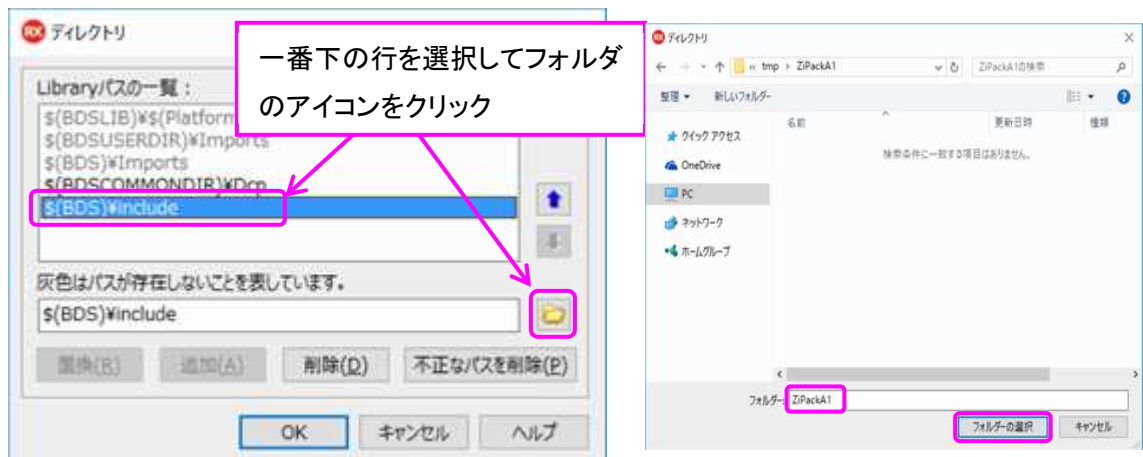 ディレクトリ
一番下の行を選択してフォルダ
のアイコンをクリック
Libraryパスの一覧：
$(BDSLIB)¥$(Platform
$(BDSUSERDIR)¥Imports
$(BDS)¥Imports
$(BDSCOMMONDIR)¥Dcp
$(BDS)¥include
灰色はパスが存在しないことを表しています。
$(BDS)¥include
置換(R) 追加(A) 削除(D) 不正なパスを削除(P)
OK キャンセル ヘルプ
ディレクトリ
« tmp › ZiPackA1 ZiPackA1の検索
整理 新しいフォルダー
名前 更新日時 種類
検索条件に一致する項目はありません。
クイック アクセス
OneDrive
PC
ネットワーク
ホームグループ
フォルダー: ZiPackA1
フォルダーの選択 キャンセル